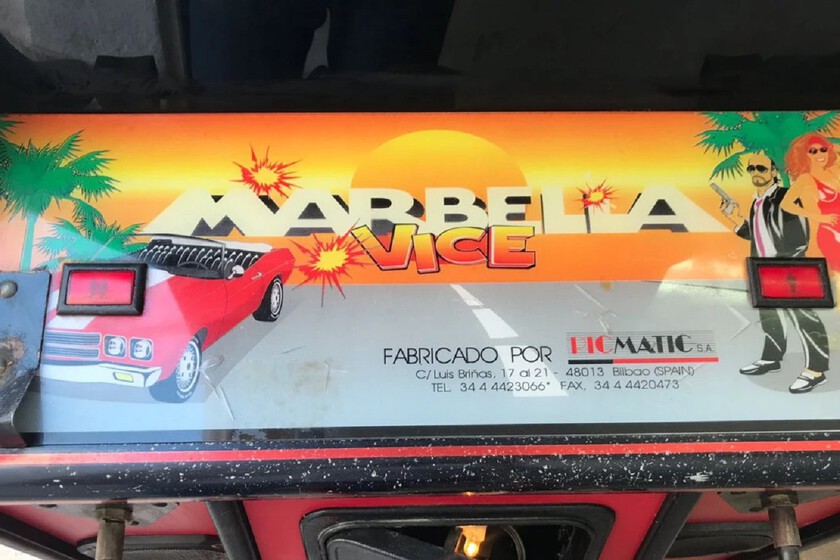 MARBELLA
VICE
FABRICADO POR PICMATIC S.A.
C/ Luis Briñas, 17 al 21 - 48013 Bilbao (SPAIN)
TEL. 34 4 4423066* FAX. 34 4 4420473